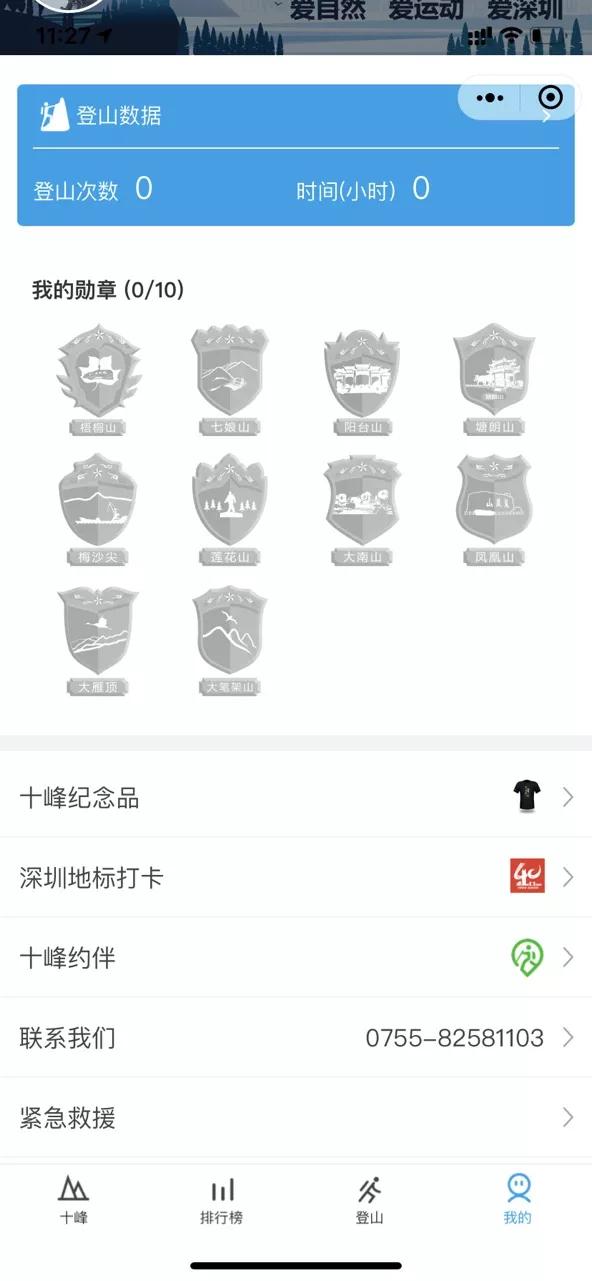 爱自然 爱运动 爱深圳
11:27
登山数据
登山次数 0 时间(小时) 0
我的勋章 (0/10)
梧桐山 七娘山 阳台山 塘朗山
梅沙尖 莲花山 大南山 凤凰山
大雁顶 大笔架山
十峰纪念品
深圳地标打卡
40
十峰约伴
联系我们 0755-82581103
紧急救援
十峰 排行榜 登山 我的